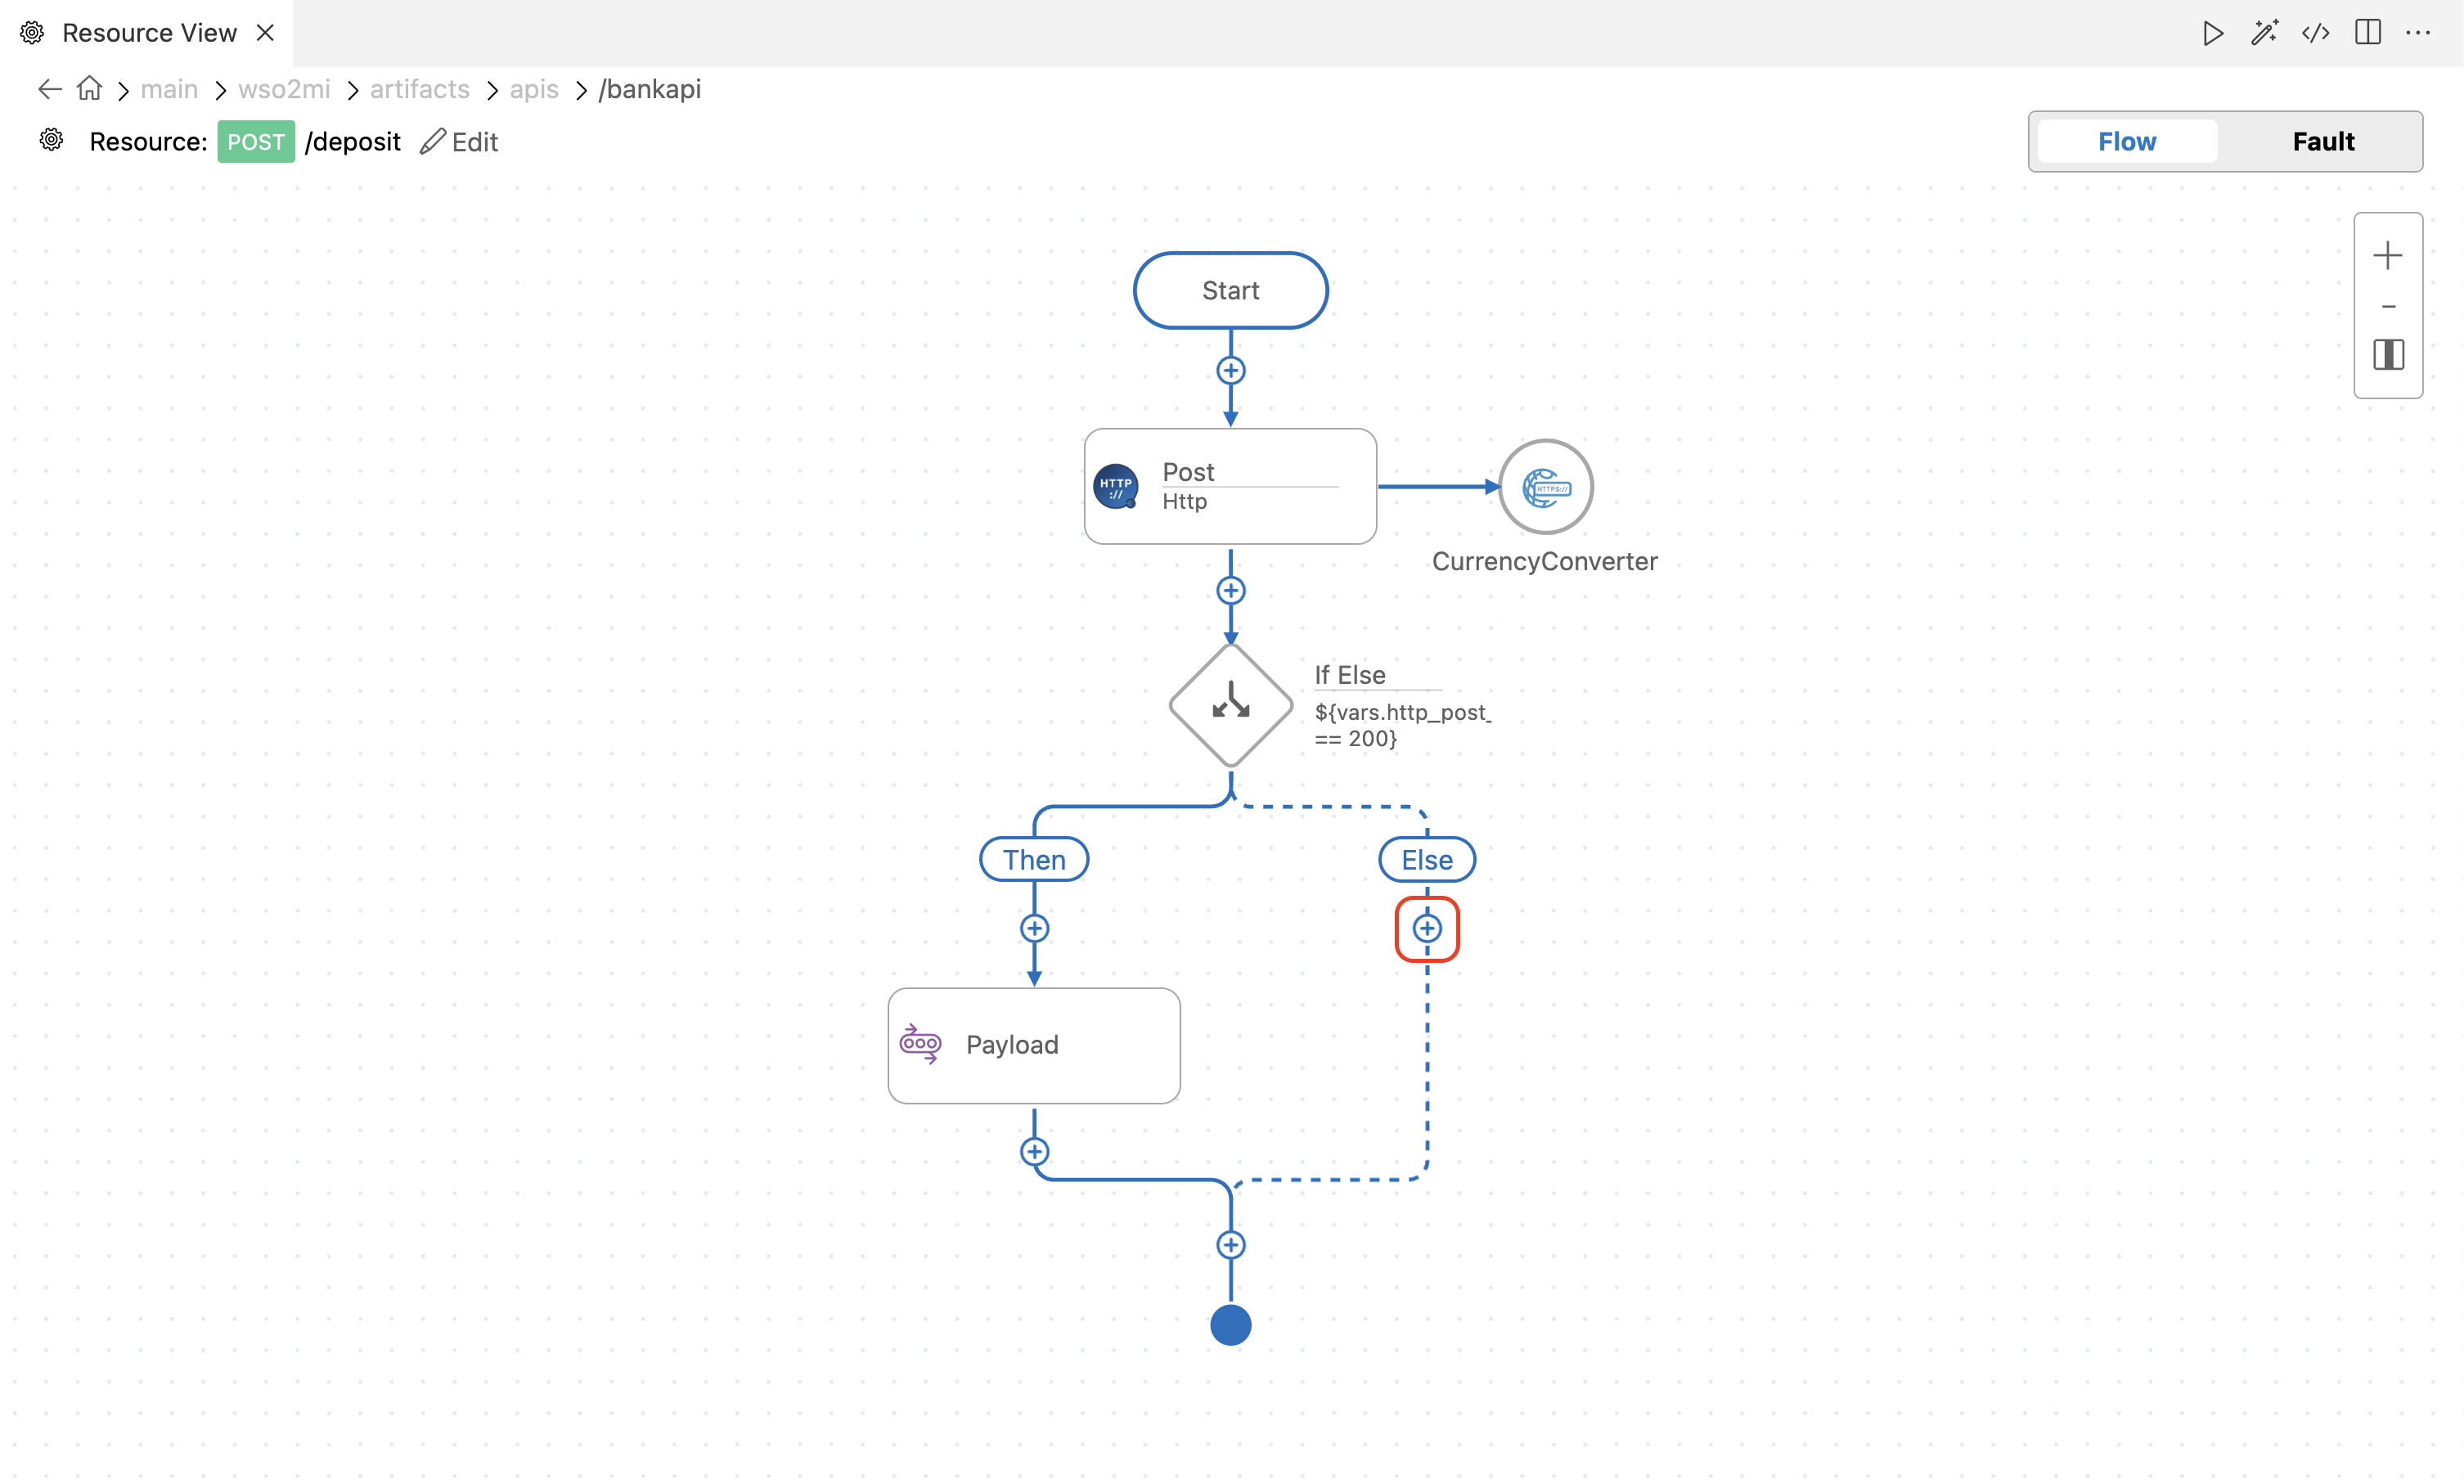 Resource View
main
wso2mi
artifacts
apis
/bankapi
Resource: POST /deposit Edit
Flow
Fault
Start
HTTP
://
Post
Http
HTTPS://
CurrencyConverter
If Else
${vars.http_post_
== 200}
Then
Else
Payload